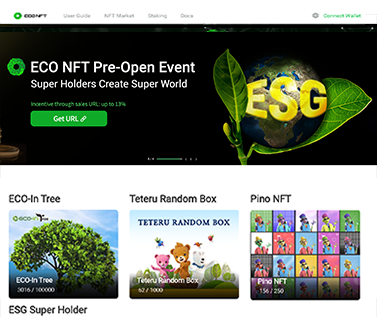 ECO NFT
User Guide
NFT Market
Staking
Docs
Connect Wallet
ECO NFT Pre-Open Event
Super Holders Create Super World
Incentive through sales URL: up to 13%
Get URL
ESG
ECO-In Tree
Teteru Random Box
Pino NFT
ECO-IN
TETERU RANDOM BOX
ECO-In Tree
3016 / 100000
Teteru Random Box
62 / 1000
Pino NFT
156 / 250
ESG Super Holder